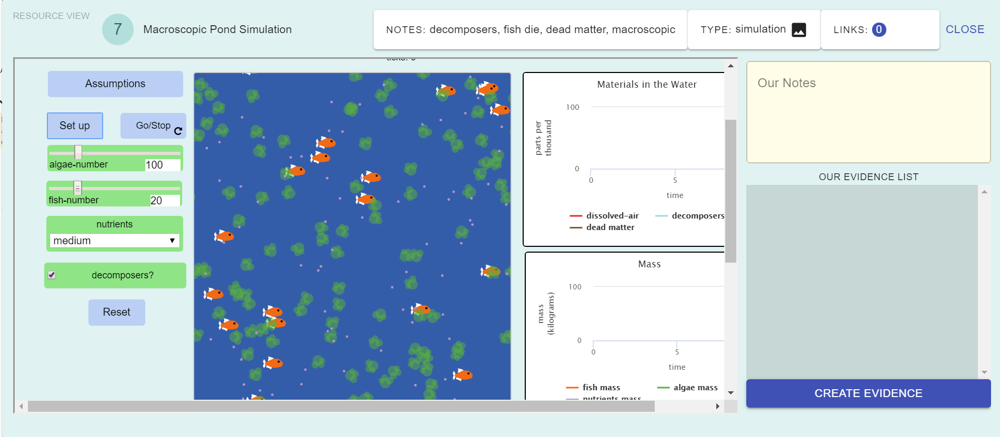 RESOURCE VIEW
7
Macroscopic Pond Simulation
NOTES: decomposers, fish die, dead matter, macroscopic
TYPE: simulation
LINKS: 0
CLOSE
Assumptions
Set up
Go/Stop
algae-number
100
fish-number
20
nutrients
medium
decomposers?
Reset
Materials in the Water
parts per
thousand
100
0
0
5
time
dissolved-air
decomposers
dead matter
Mass
mass
(kilograms)
100
0
0
5
time
fish mass
algae mass
nutrients mass
Our Notes
OUR EVIDENCE LIST
CREATE EVIDENCE